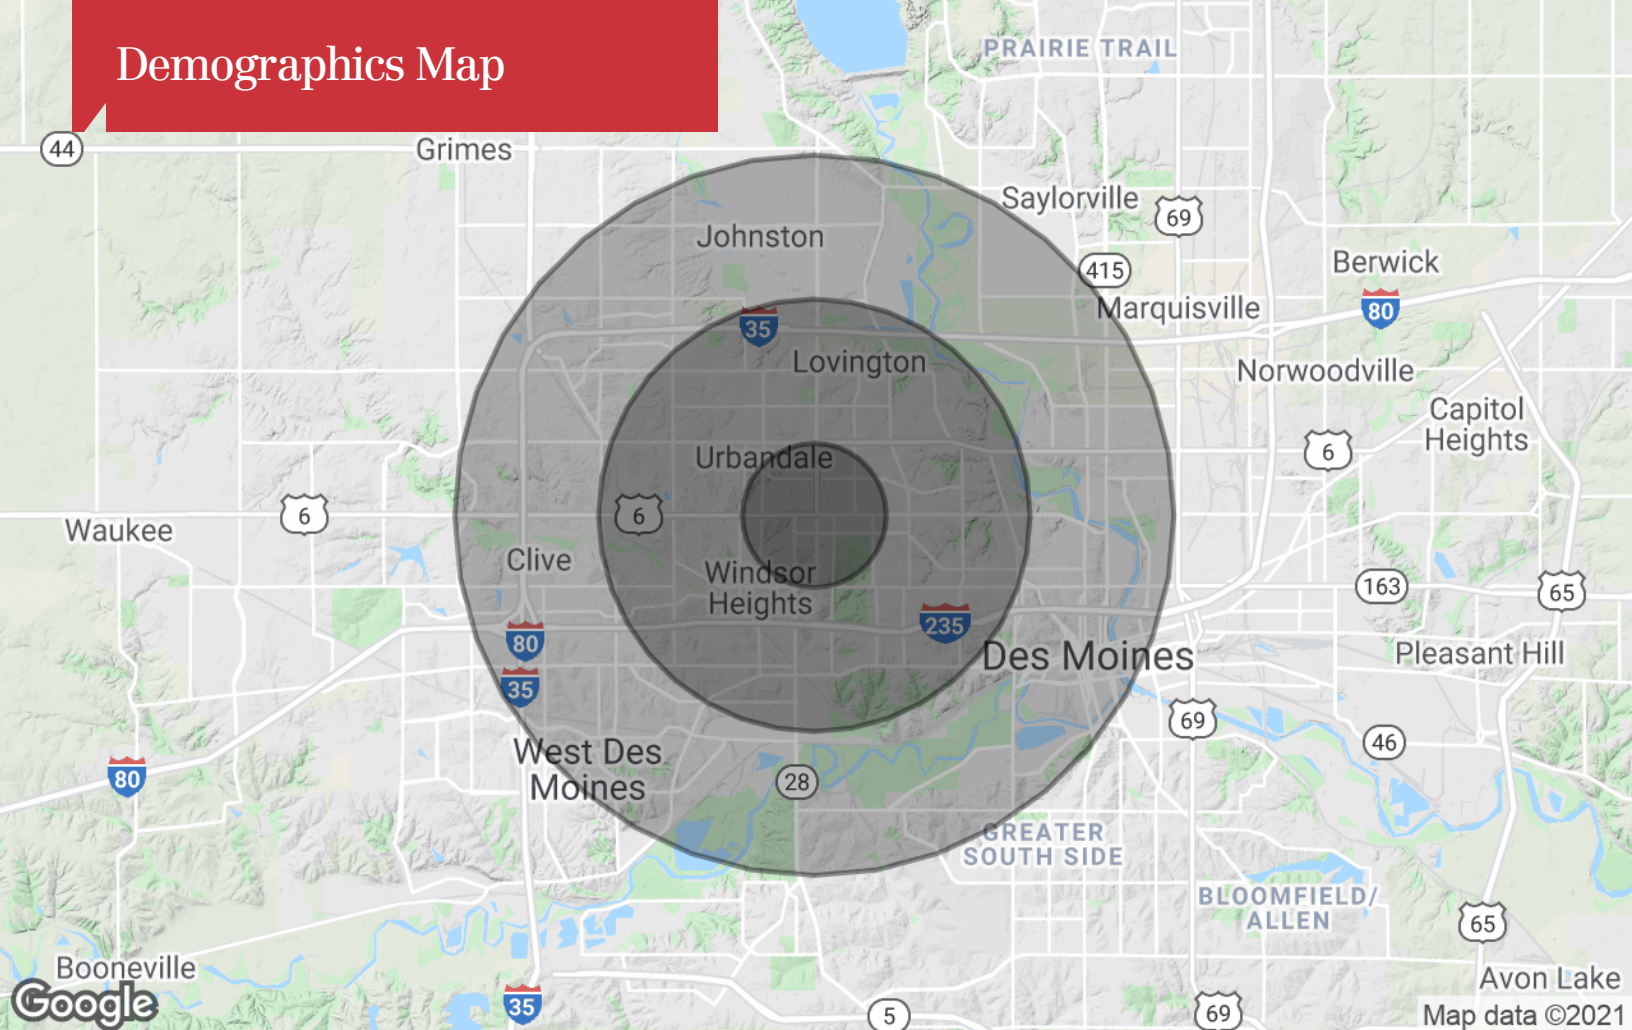 Demographics Map
PRAIRIE TRAIL
44
Grimes
Saylorville
69
Johnston
415
Berwick
Marquisville
80
35
Lovington
Norwoodville
Capitol
Heights
6
Urbandale
6
6
Waukee
Clive
Windsor
Heights
163
65
235
80
Des Moines
Pleasant Hill
35
69
46
West Des
Moines
80
28
GREATER
SOUTH SIDE
BLOOMFIELD/
ALLEN
65
Booneville
Avon Lake
Google
35
5
69
Map data ©2021